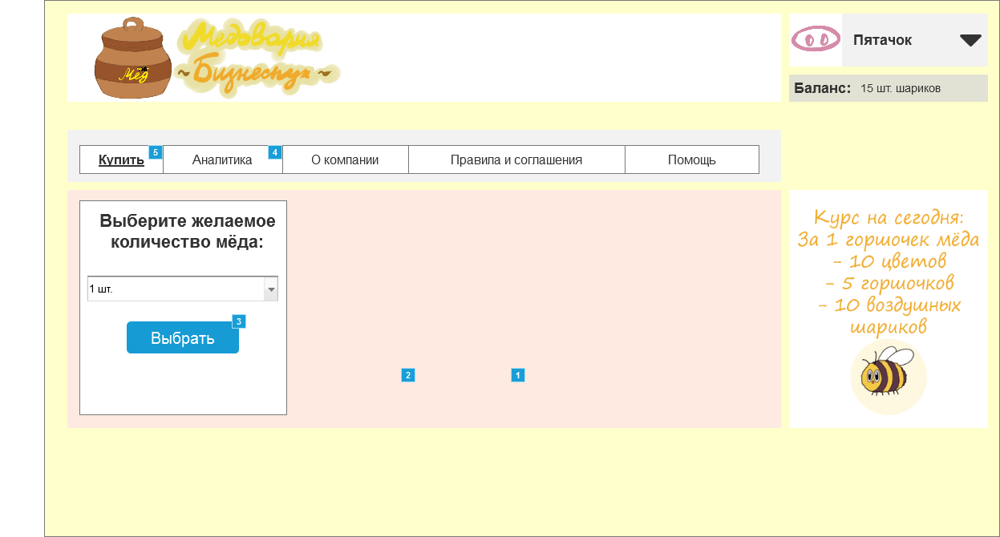 Мёд
Медовария
~Бизнеспух~
Пятачок
Баланс: 15 шт. шариков
Купить 5 Аналитика 4 О компании Правила и соглашения Помощь
Выберите желаемое
количество мёда:
1 шт.
3
Выбрать
2 1
Курс на сегодня:
За 1 горшочек мёда
- 10 цветов
- 5 горшочков
- 10 воздушных
шариков